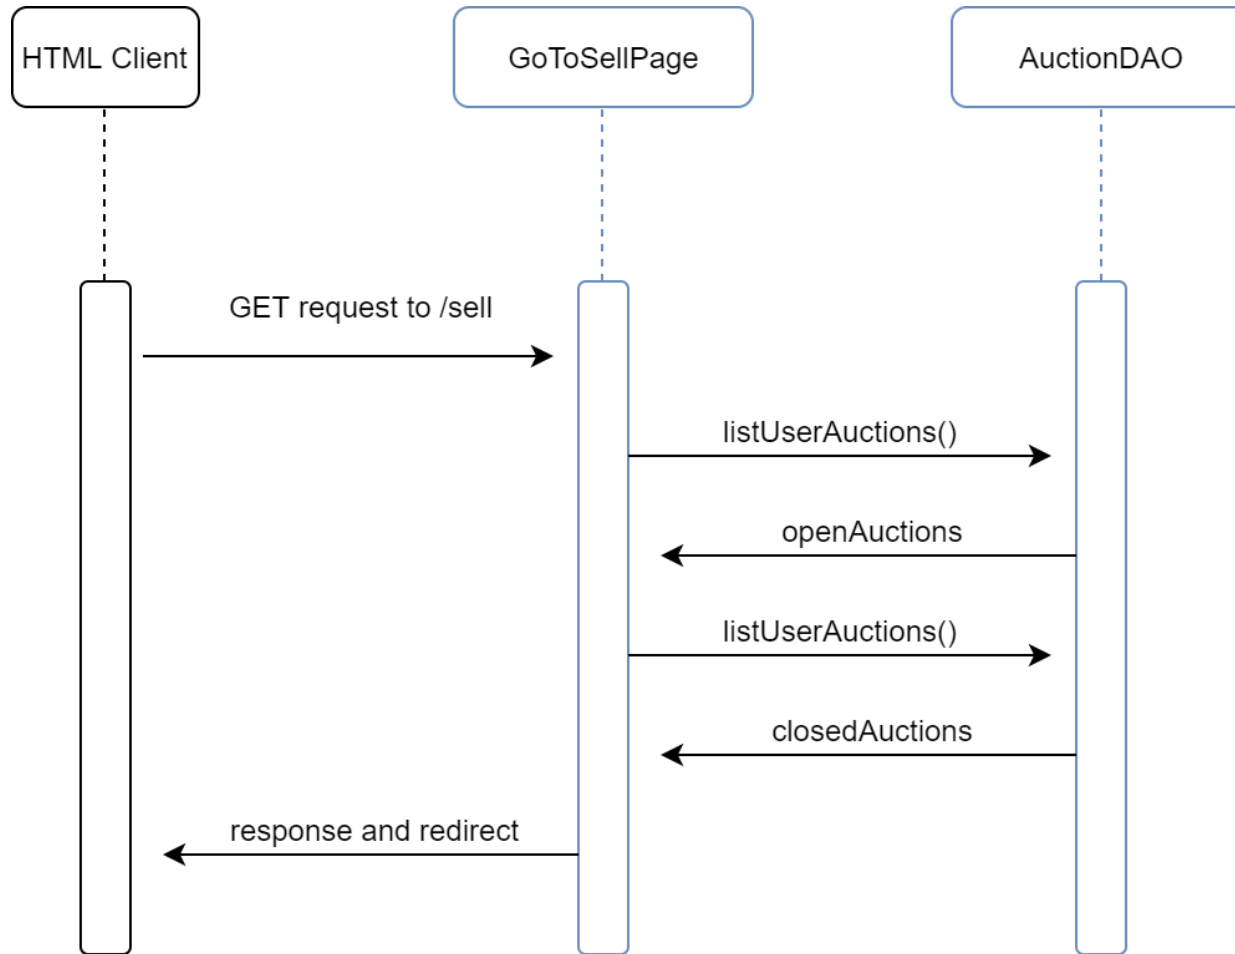 HTML Client
GoToSellPage
AuctionDAO
GET request to /sell
listUserAuctions()
openAuctions
listUserAuctions()
closedAuctions
response and redirect